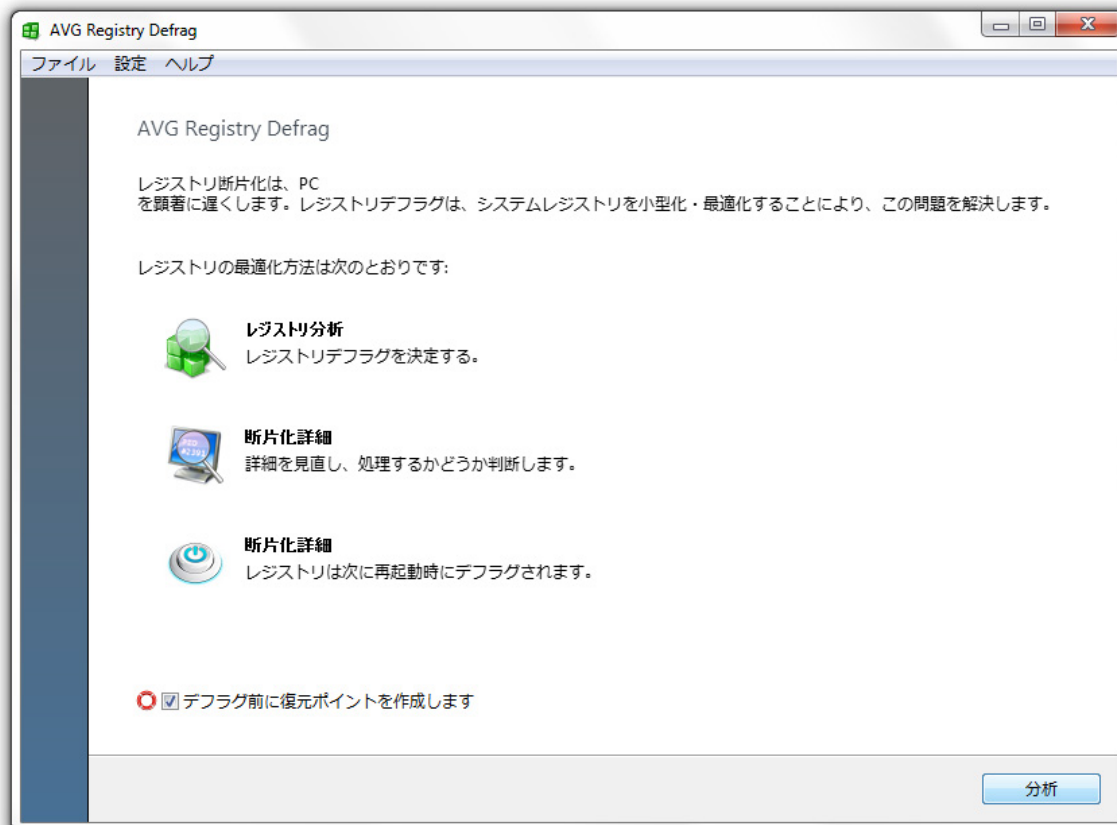 AVG Registry Defrag
ファイル 設定 ヘルプ
AVG Registry Defrag
レジストリ断片化は、PC
を顕著に遅くします。レジストリデフラグは、システムレジストリを小型化・最適化することにより、この問題を解決します。
レジストリの最適化方法は次のとおりです:
レジストリ分析
レジストリデフラグを決定する。
断片化詳細
詳細を見直し、処理するかどうか判断します。
断片化詳細
レジストリは次に再起動時にデフラグされます。
デフラグ前に復元ポイントを作成します
分析